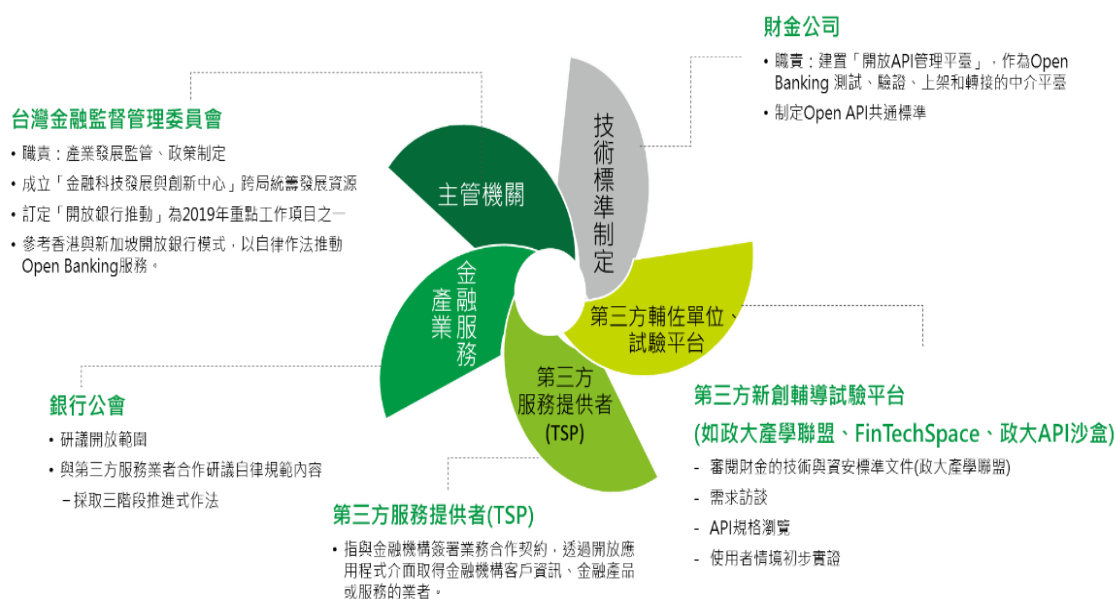 財金公司
• 職責：建置「開放API管理平臺」，作為Open
Banking 測試、驗證、上架和轉接的中介平臺
• 制定Open API共通標準
台灣金融監督管理委員會
• 職責：產業發展監管、政策制定
• 成立「金融科技發展與創新中心」跨局統籌發展資源
• 訂定「開放銀行推動」為2019年重點工作項目之一
• 參考香港與新加坡開放銀行模式，以自律作法推動
Open Banking服務。
主管機關
技術標準制定
金融服務
產業
第三方輔佐單位、
試驗平台
第三方
服務提供者
(TSP)
銀行公會
• 研議開放範圍
• 與第三方服務業者合作研議自律規範內容
–採取三階段推進式作法
第三方服務提供者(TSP)
• 指與金融機構簽署業務合作契約，透過開放應
用程式介面取得金融機構客戶資訊、金融產品
或服務的業者。
第三方新創輔導試驗平台
(如政大產學聯盟、FinTechSpace、政大API沙盒)
- 審閱財金的技術與資安標準文件(政大產學聯盟)
- 需求訪談
- API規格瀏覽
- 使用者情境初步實證